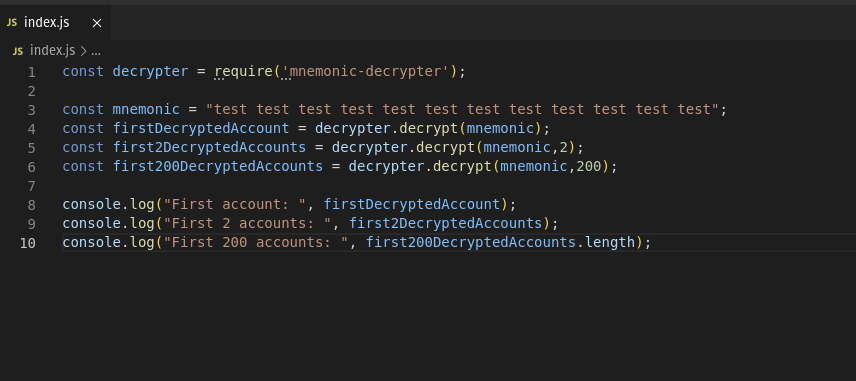 JS index.js ×
JS index.js > ...
1 const decrypter = require('mnemonic-decrypter');
2
3 const mnemonic = "test test test test test test test test test test test test";
4 const firstDecryptedAccount = decrypter.decrypt(mnemonic);
5 const first2DecryptedAccounts = decrypter.decrypt(mnemonic,2);
6 const first200DecryptedAccounts = decrypter.decrypt(mnemonic,200);
7
8 console.log("First account: ", firstDecryptedAccount);
9 console.log("First 2 accounts: ", first2DecryptedAccounts);
10 console.log("First 200 accounts: ", first200DecryptedAccounts.length);